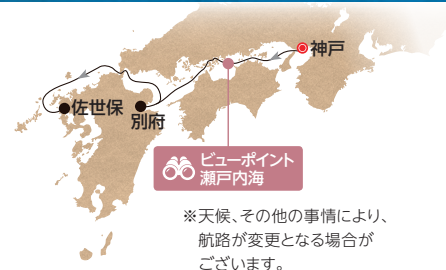 神戸
佐世保
別府
ビューポイント
瀬戸内海
※天候、その他の事情により、
航路が変更となる場合が
ございます。